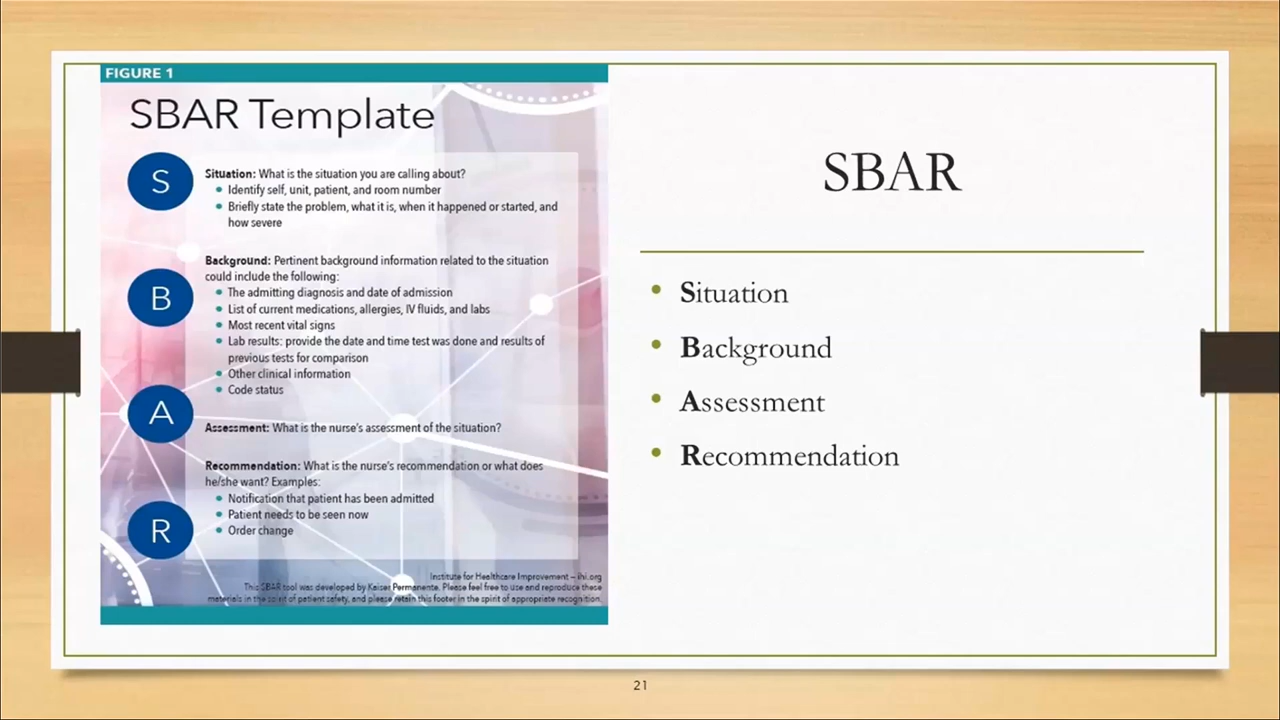 FIGURE 1
SBAR Template
S
Situation: What is the situation you are calling about?
• Identify self, unit, patient, and room number
• Briefly state the problem, what it is, when it happened or started, and
how severe
B
Background: Pertinent background information related to the situation
could include the following:
• The admitting diagnosis and date of admission
• List of current medications, allergies, IV fluids, and labs
• Most recent vital signs
• Lab results: provide the date and time test was done and results of
previous tests for comparison
• Other clinical information
• Code status
A
Assessment: What is the nurse's assessment of the situation?
R
Recommendation: What is the nurse's recommendation or what does
he/she want? Examples:
• Notification that patient has been admitted
• Patient needs to be seen now
• Order change
Institute for Healthcare Improvement – ihi.org
This SBAR tool was developed by Kaiser Permanente. Please feel free to use and reproduce these
materials in the spirit of patient safety, and please retain this footer in the spirit of appropriate recognition.
SBAR
• Situation
• Background
• Assessment
• Recommendation
21